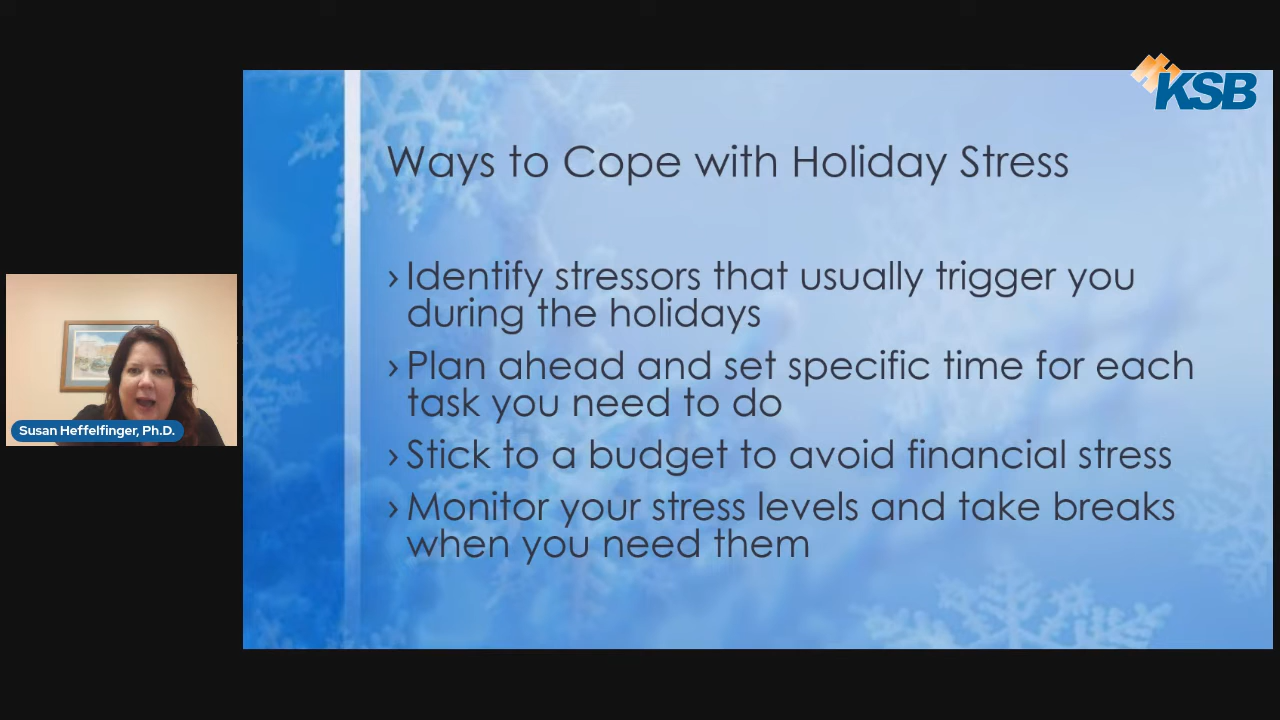 KSB
Ways to Cope with Holiday Stress
› Identify stressors that usually trigger you
during the holidays
› Plan ahead and set specific time for each
task you need to do
› Stick to a budget to avoid financial stress
› Monitor your stress levels and take breaks
when you need them
Susan Heffelfinger, Ph.D.